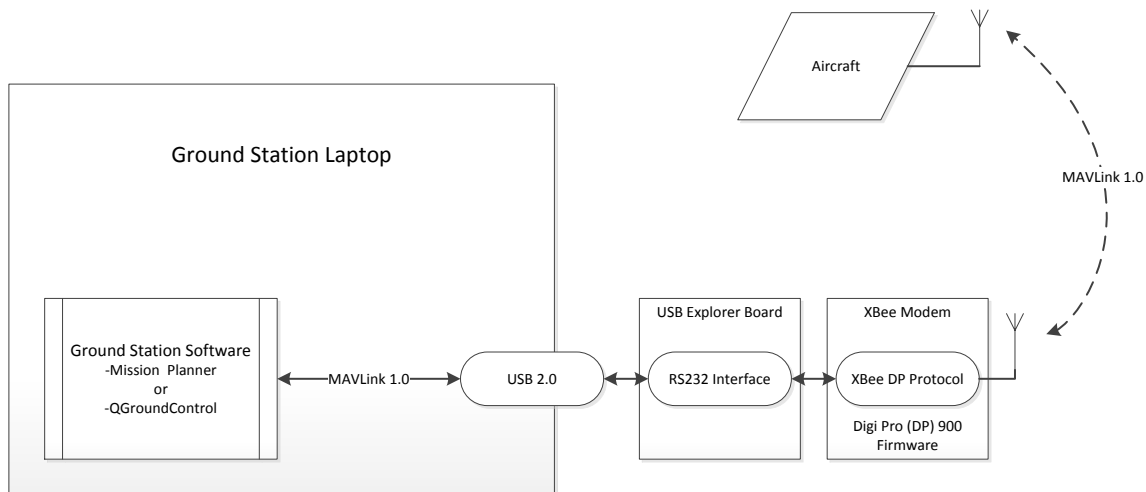 Aircraft
Ground Station Laptop
MAVLink 1.0
USB Explorer Board
XBee Modem
Ground Station Software
-Mission Planner
or
-QGroundControl
MAVLink 1.0
USB 2.0
RS232 Interface
XBee DP Protocol
Digi Pro (DP) 900
Firmware